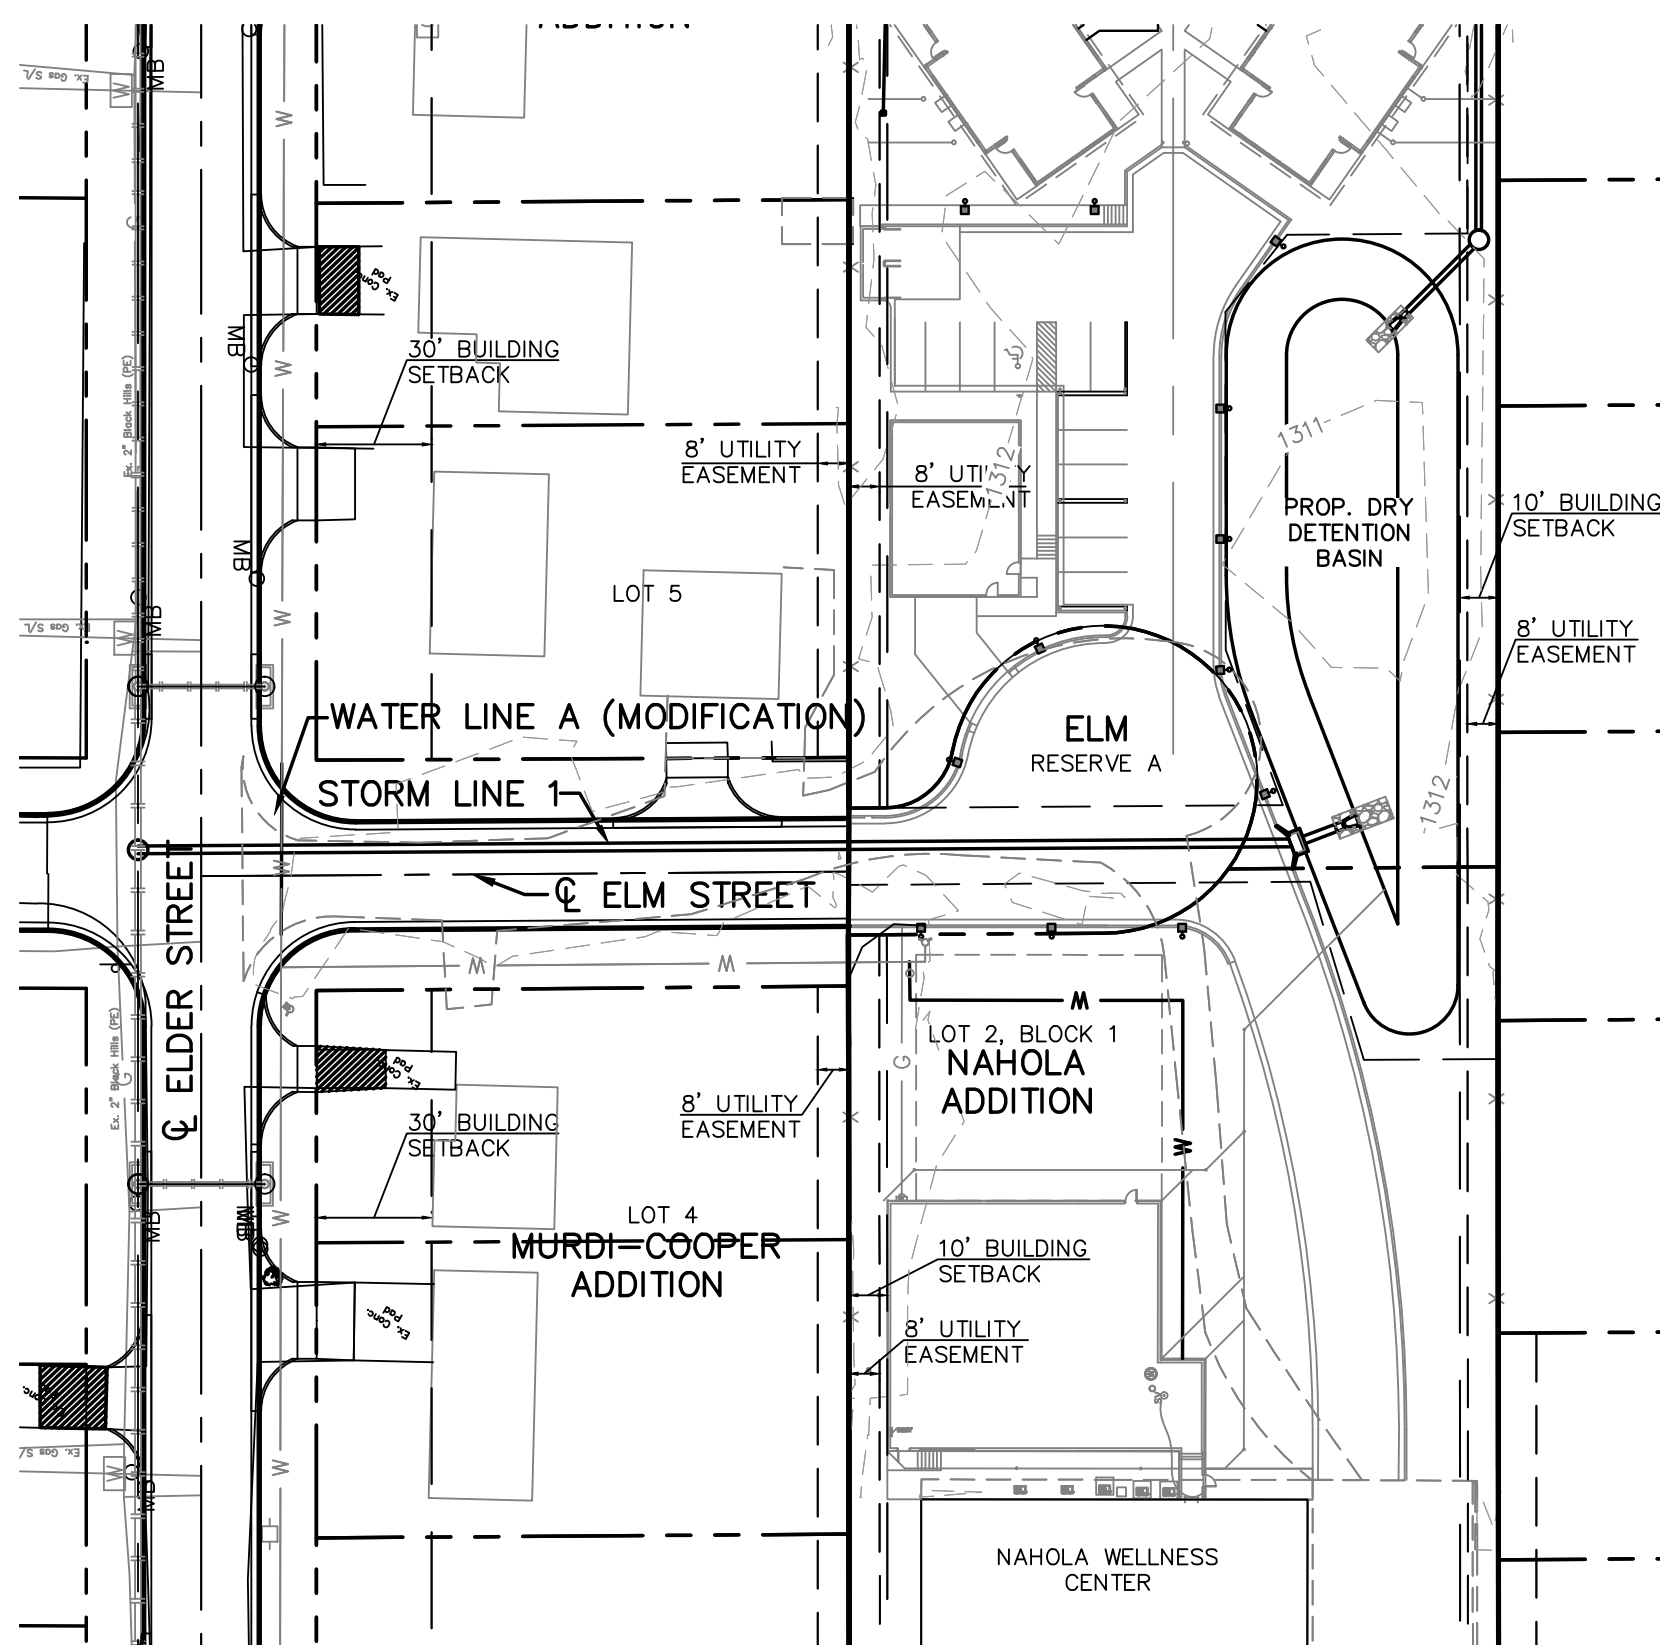 ADDITION
MB
Ex. Gas S/L
W
W
G
Ex. Conc.
Pad
MB
W
30' BUILDING
SETBACK
Ex. 2" Black Hills (PE)
8' UTILITY
EASEMENT
8' UTILITY
EASEMENT
1312
1311
PROP. DRY
DETENTION
BASIN
10' BUILDING
SETBACK
MB
LOT 5
MB
Ex. Gas S/L
W
W
8' UTILITY
EASEMENT
WATER LINE A (MODIFICATION)
ELM
RESERVE A
STORM LINE 1
1312
W
℄ ELM STREET
℄ ELDER STREET
W
W
W
LOT 2, BLOCK 1
NAHOLA
ADDITION
G
Ex. 2" Black Hills (PE)
G
Ex. Conc.
Pad
8' UTILITY
EASEMENT
30' BUILDING
SETBACK
W
MB
MB
W
LOT 4
MURDI-COOPER
ADDITION
10' BUILDING
SETBACK
Ex. Conc.
Pad
8' UTILITY
EASEMENT
Ex. Gas S/L
W
W
MB
NAHOLA WELLNESS
CENTER